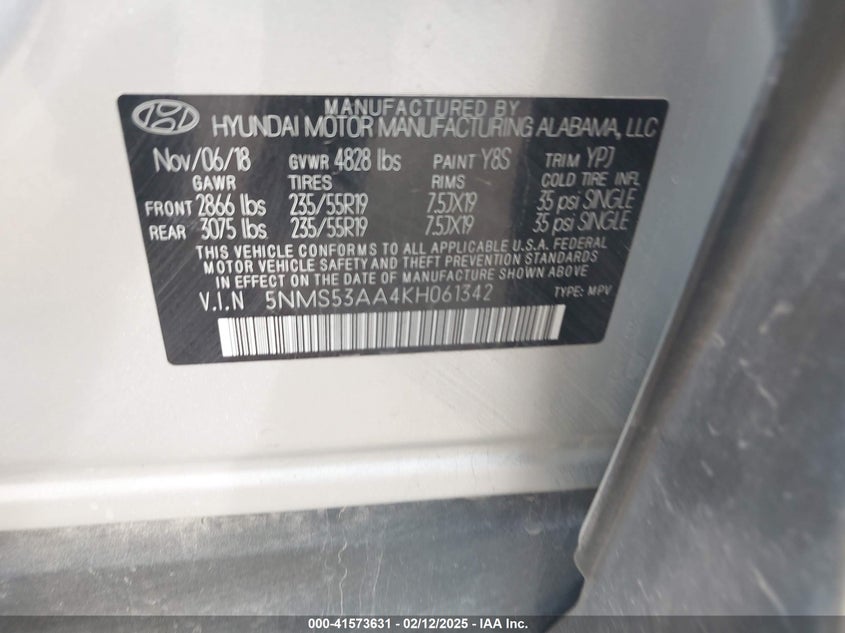 MANUFACTURED BY
HYUNDAI MOTOR MANUFACTURING ALABAMA, LLC
Nov/06/18 GVWR 4828 lbs PAINT Y8S TRIM YPJ
GAWR TIRES RIMS COLD TIRE INFL
FRONT 2866 lbs 235/55R19 7.5JX19 35 psi SINGLE
REAR 3075 lbs 235/55R19 7.5JX19 35 psi SINGLE
THIS VEHICLE CONFORMS TO ALL APPLICABLE U.S.A. FEDERAL
MOTOR VEHICLE SAFETY AND THEFT PREVENTION STANDARDS
IN EFFECT ON THE DATE OF MANUFACTURE SHOWN ABOVE
V.I.N 5NMS53AA4KH061342 TYPE: MPV
000-41573631 - 02/12/2025 - IAA Inc.